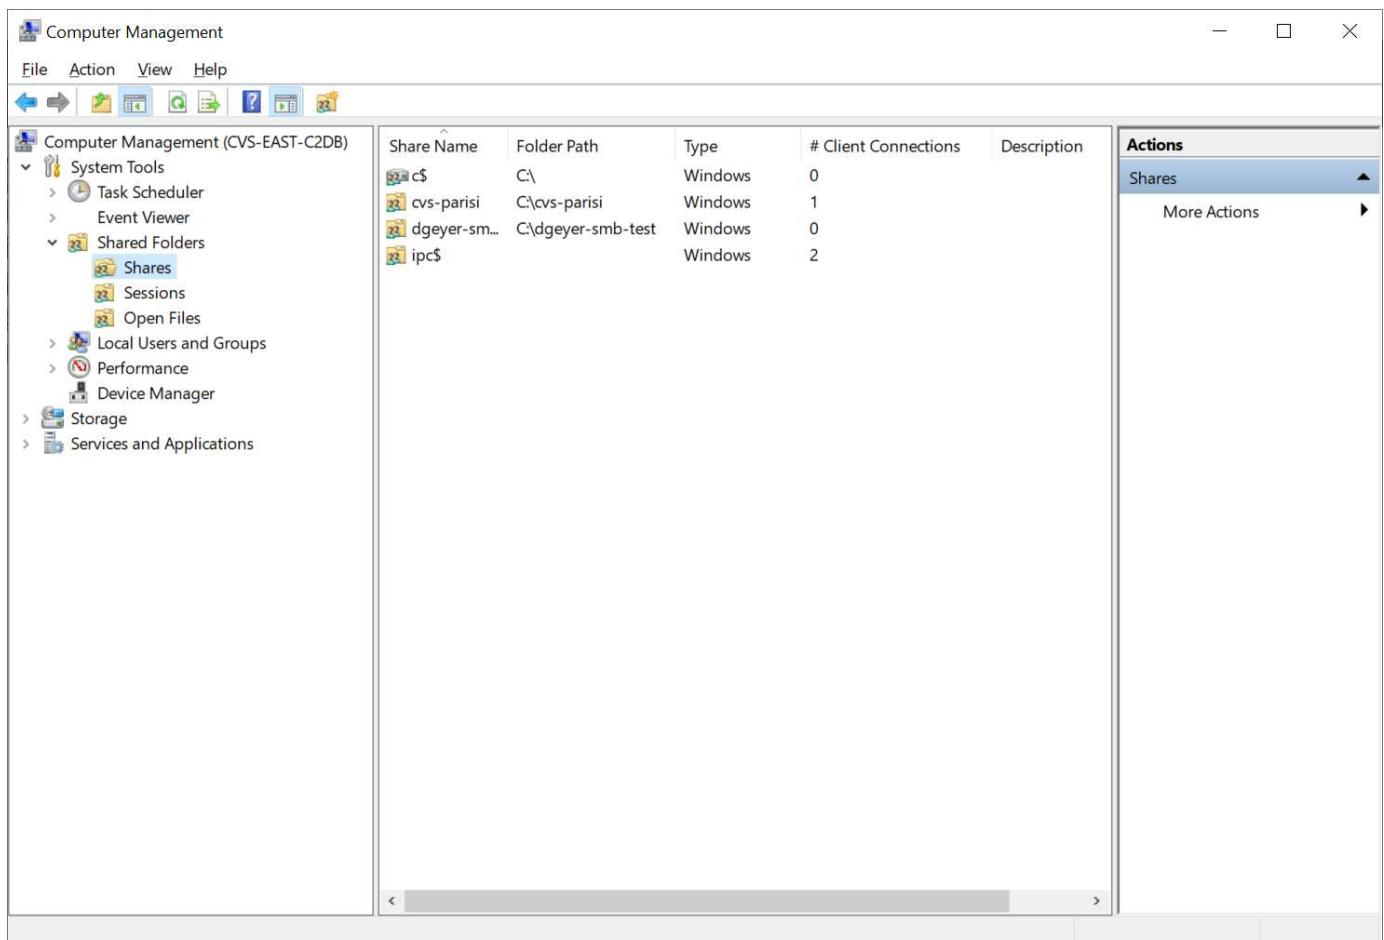 Computer Management
File Action View Help
Computer Management (CVS-EAST-C2DB)
System Tools
Task Scheduler
Event Viewer
Shared Folders
Shares
Sessions
Open Files
Local Users and Groups
Performance
Device Manager
Storage
Services and Applications
Share Name Folder Path Type # Client Connections Description
c$ C:\ Windows 0
cvs-parisi C:\cvs-parisi Windows 1
dgeyer-sm... C:\dgeyer-smb-test Windows 0
ipc$ Windows 2
Actions
Shares
More Actions